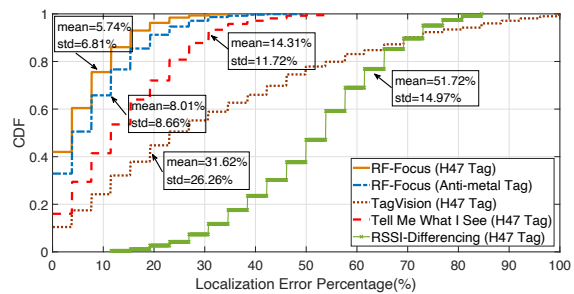 1
0.8
0.6
0.4
0.2
0
CDF
mean=5.74%
std=6.81%
mean=14.31%
std=11.72%
mean=51.72%
std=14.97%
mean=8.01%
std=8.66%
mean=31.62%
std=26.26%
RF-Focus (H47 Tag)
RF-Focus (Anti-metal Tag)
TagVision (H47 Tag)
Tell Me What I See (H47 Tag)
RSSI-Differencing (H47 Tag)
0 10 20 30 40 50 60 70 80 90 100
Localization Error Percentage(%)